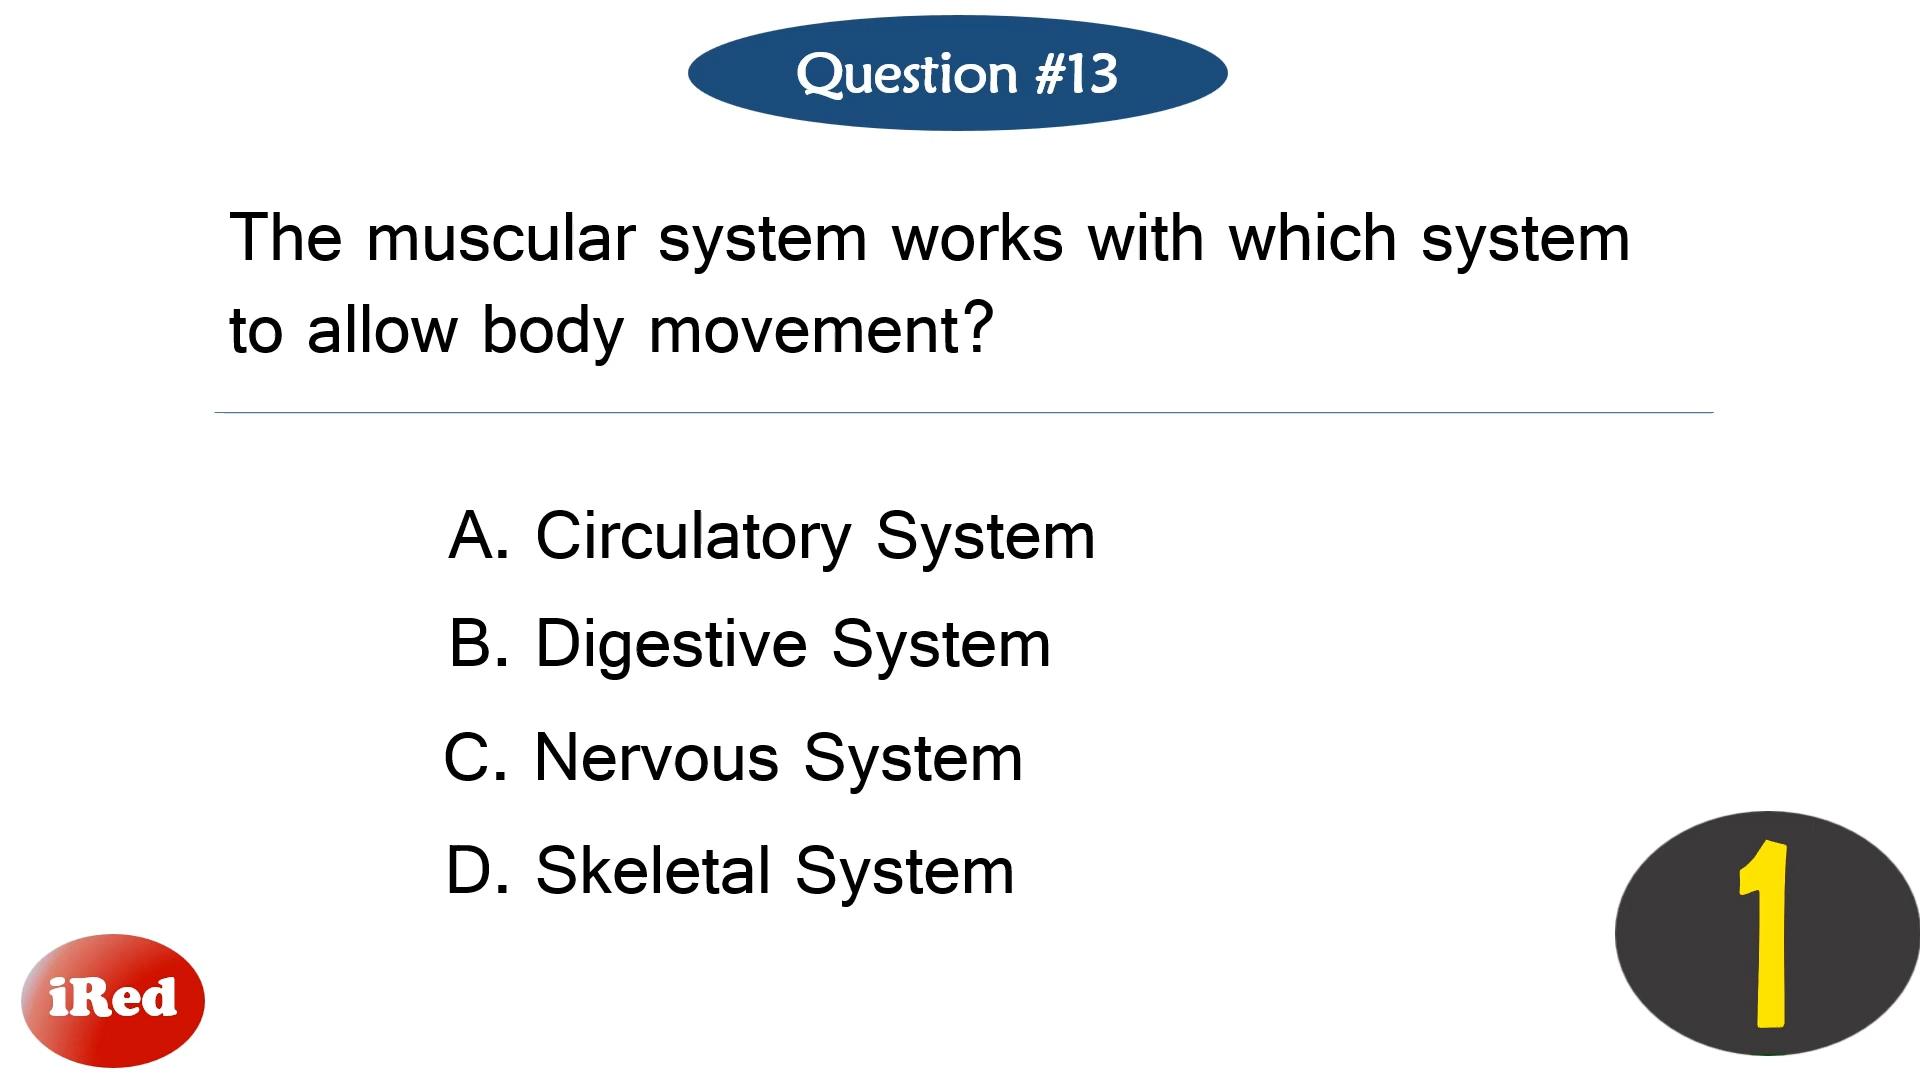 Question #13
The muscular system works with which system
to allow body movement?
A. Circulatory System
B. Digestive System
C. Nervous System
D. Skeletal System
iRed
1